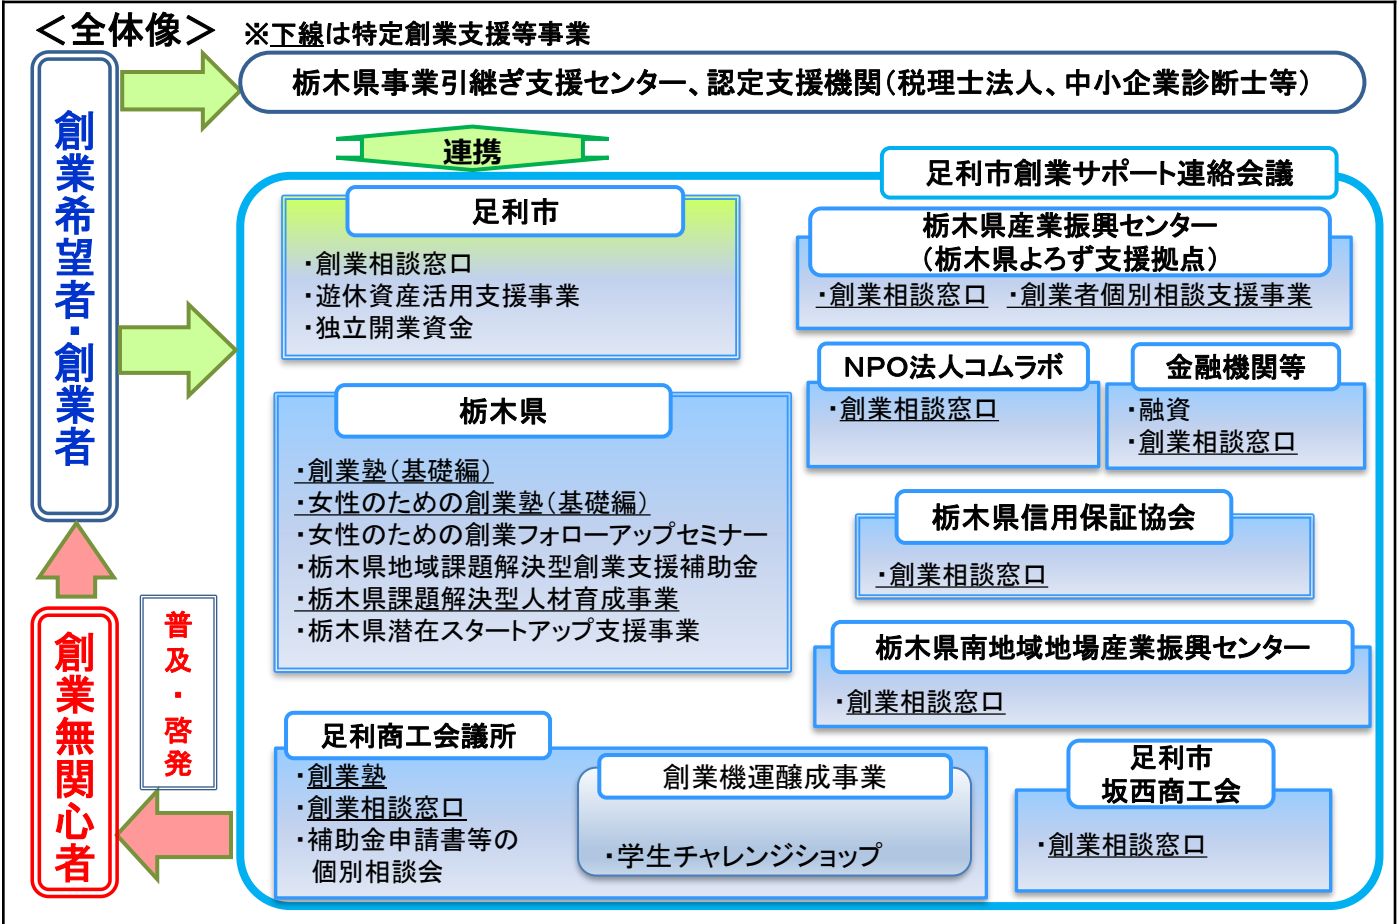 ＜全体像＞ ※下線は特定創業支援等事業
創業希望者・創業者
栃木県事業引継ぎ支援センター、認定支援機関（税理士法人、中小企業診断士等）
連携
足利市創業サポート連絡会議
足利市
・創業相談窓口
・遊休資産活用支援事業
・独立開業資金
栃木県産業振興センター
（栃木県よろず支援拠点）
・創業相談窓口 ・創業者個別相談支援事業
NPO法人コムラボ
・創業相談窓口
金融機関等
・融資
・創業相談窓口
栃木県
・創業塾（基礎編）
・女性のための創業塾（基礎編）
・女性のための創業フォローアップセミナー
・栃木県地域課題解決型創業支援補助金
・栃木県課題解決型人材育成事業
・栃木県潜在スタートアップ支援事業
栃木県信用保証協会
・創業相談窓口
栃木県南地域地場産業振興センター
・創業相談窓口
創業無関心者
普及・啓発
足利商工会議所
・創業塾
・創業相談窓口
・補助金申請書等の
個別相談会
創業機運醸成事業
・学生チャレンジショップ
足利市
坂西商工会
・創業相談窓口